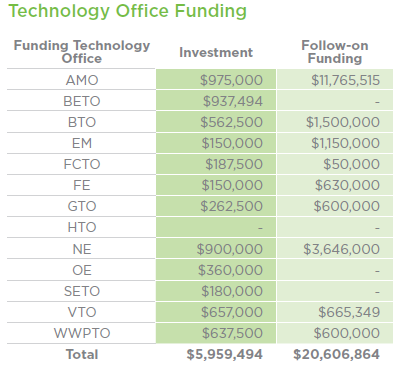 Technology Office Funding
Funding Technology Office Investment Follow-on Funding
AMO $975,000 $11,765,515
BETO $937,494 -
BTO $562,500 $1,500,000
EM $150,000 $1,150,000
FCTO $187,500 $50,000
FE $150,000 $630,000
GTO $262,500 $600,000
HTO - -
NE $900,000 $3,646,000
OE $360,000 -
SETO $180,000 -
VTO $657,000 $665,349
WWPTO $637,500 $600,000
Total $5,959,494 $20,606,864